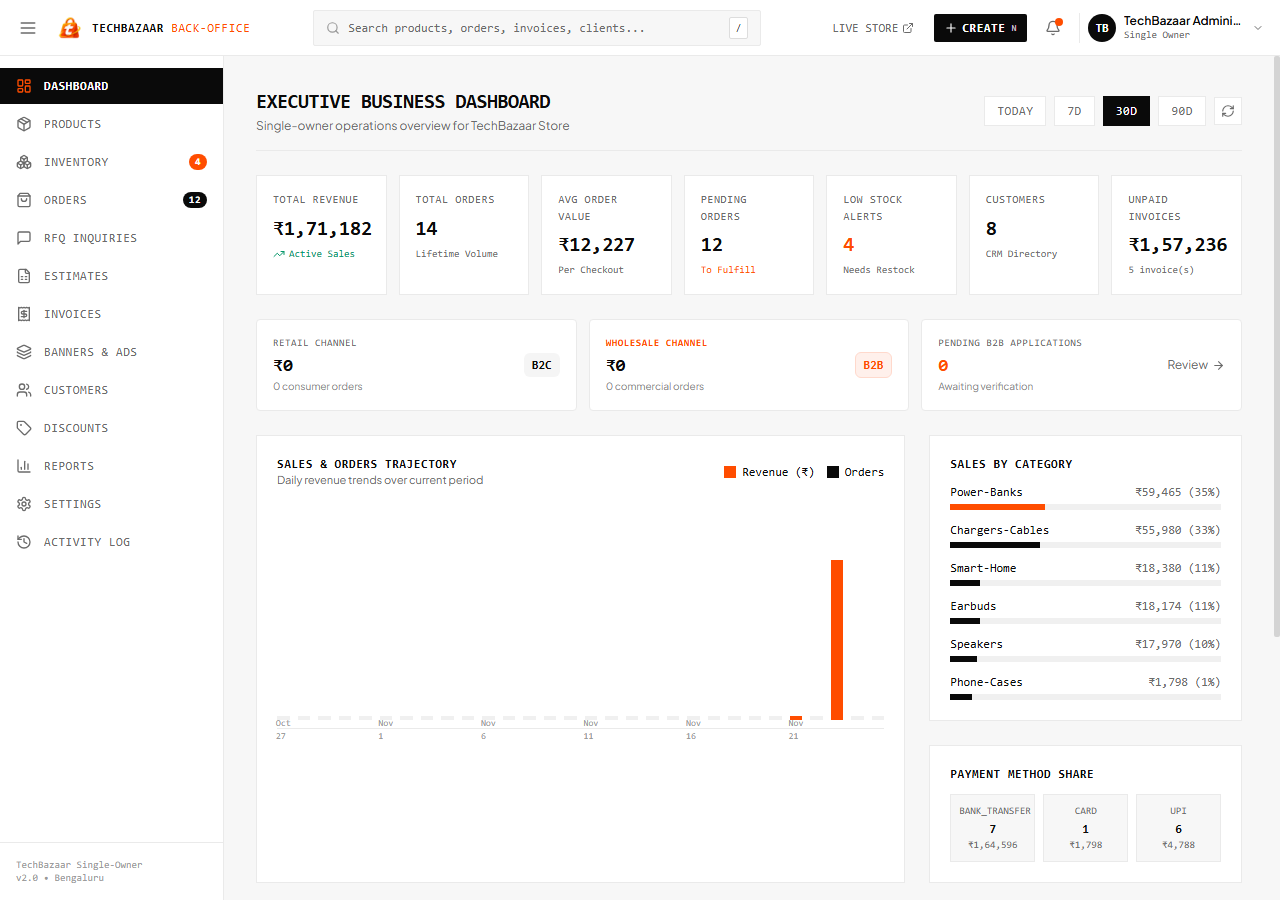 TECHBAZAAR BACK-OFFICE
Search products, orders, invoices, clients...
/
LIVE STORE
+ CREATE N
TB
TechBazaar Admini...
Single Owner
DASHBOARD
PRODUCTS
INVENTORY 4
ORDERS 12
RFQ INQUIRIES
ESTIMATES
INVOICES
BANNERS & ADS
CUSTOMERS
DISCOUNTS
REPORTS
SETTINGS
ACTIVITY LOG
TechBazaar Single-Owner
v2.0 • Bengaluru
EXECUTIVE BUSINESS DASHBOARD
Single-owner operations overview for TechBazaar Store
TODAY 7D 30D 90D
TOTAL REVENUE
₹1,71,182
Active Sales
TOTAL ORDERS
14
Lifetime Volume
AVG ORDER
VALUE
₹12,227
Per Checkout
PENDING
ORDERS
12
To Fulfill
LOW STOCK
ALERTS
4
Needs Restock
CUSTOMERS
8
CRM Directory
UNPAID
INVOICES
₹1,57,236
5 invoice(s)
RETAIL CHANNEL
₹0
0 consumer orders
B2C
WHOLESALE CHANNEL
₹0
0 commercial orders
B2B
PENDING B2B APPLICATIONS
0
Awaiting verification
Review →
SALES & ORDERS TRAJECTORY
Daily revenue trends over current period
Revenue (₹) Orders
Oct 27
Nov 1
Nov 6
Nov 11
Nov 16
Nov 21
SALES BY CATEGORY
Power-Banks ₹59,465 (35%)
Chargers-Cables ₹55,980 (33%)
Smart-Home ₹18,380 (11%)
Earbuds ₹18,174 (11%)
Speakers ₹17,970 (10%)
Phone-Cases ₹1,798 (1%)
PAYMENT METHOD SHARE
BANK_TRANSFER
7
₹1,64,596
CARD
1
₹1,798
UPI
6
₹4,788